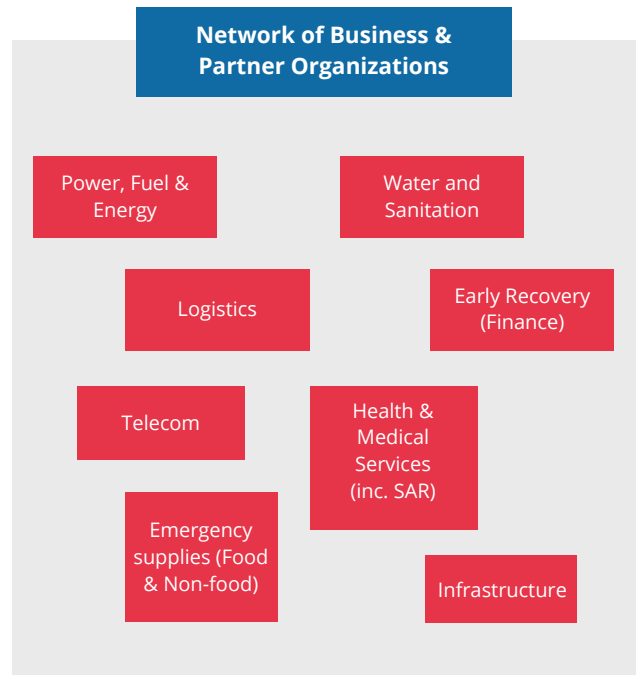 Network of Business &
Partner Organizations
Power, Fuel &
Energy
Water and
Sanitation
Logistics
Early Recovery
(Finance)
Telecom
Health &
Medical
Services
(inc. SAR)
Emergency
supplies (Food
& Non-food)
Infrastructure